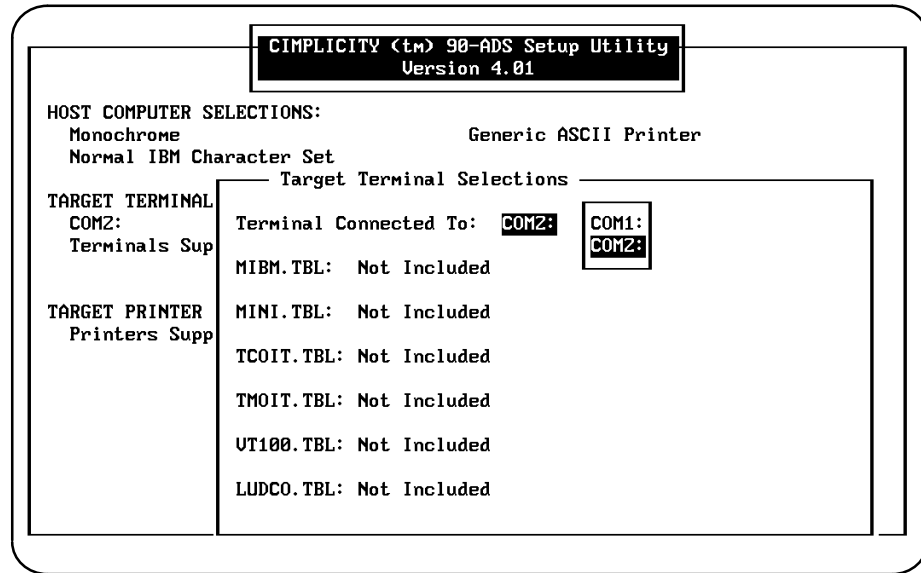 CIMPLICITY (tm) 90-ADS Setup Utility
Version 4.01
HOST COMPUTER SELECTIONS:
Monochrome Generic ASCII Printer
Normal IBM Character Set
Target Terminal Selections
TARGET TERMINAL
COM2: Terminal Connected To: COM2: COM1:
Terminals Sup COM2:
MIBM.TBL: Not Included
TARGET PRINTER MINI.TBL: Not Included
Printers Supp
TCOIT.TBL: Not Included
TMOIT.TBL: Not Included
VT100.TBL: Not Included
LUDCO.TBL: Not Included